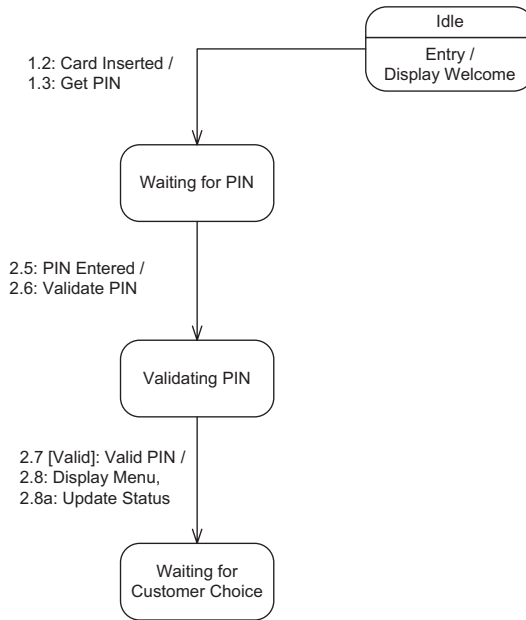 Idle
Entry /
Display Welcome
1.2: Card Inserted /
1.3: Get PIN
Waiting for PIN
2.5: PIN Entered /
2.6: Validate PIN
Validating PIN
2.7 [Valid]: Valid PIN /
2.8: Display Menu,
2.8a: Update Status
Waiting for
Customer Choice